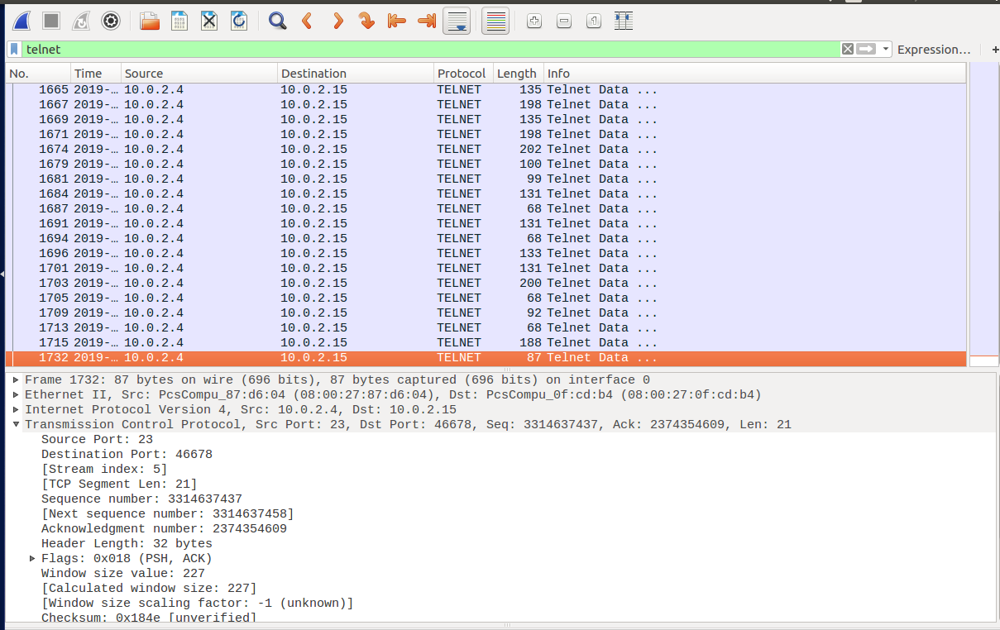 telnet Expression… +
No. Time Source Destination Protocol Length Info
1665 2019-… 10.0.2.4 10.0.2.15 TELNET 135 Telnet Data ...
1667 2019-… 10.0.2.4 10.0.2.15 TELNET 198 Telnet Data ...
1669 2019-… 10.0.2.4 10.0.2.15 TELNET 135 Telnet Data ...
1671 2019-… 10.0.2.4 10.0.2.15 TELNET 198 Telnet Data ...
1674 2019-… 10.0.2.4 10.0.2.15 TELNET 202 Telnet Data ...
1679 2019-… 10.0.2.4 10.0.2.15 TELNET 100 Telnet Data ...
1681 2019-… 10.0.2.4 10.0.2.15 TELNET 99 Telnet Data ...
1684 2019-… 10.0.2.4 10.0.2.15 TELNET 131 Telnet Data ...
1687 2019-… 10.0.2.4 10.0.2.15 TELNET 68 Telnet Data ...
1691 2019-… 10.0.2.4 10.0.2.15 TELNET 131 Telnet Data ...
1694 2019-… 10.0.2.4 10.0.2.15 TELNET 68 Telnet Data ...
1696 2019-… 10.0.2.4 10.0.2.15 TELNET 133 Telnet Data ...
1701 2019-… 10.0.2.4 10.0.2.15 TELNET 131 Telnet Data ...
1703 2019-… 10.0.2.4 10.0.2.15 TELNET 200 Telnet Data ...
1705 2019-… 10.0.2.4 10.0.2.15 TELNET 68 Telnet Data ...
1709 2019-… 10.0.2.4 10.0.2.15 TELNET 92 Telnet Data ...
1713 2019-… 10.0.2.4 10.0.2.15 TELNET 68 Telnet Data ...
1715 2019-… 10.0.2.4 10.0.2.15 TELNET 188 Telnet Data ...
1732 2019-… 10.0.2.4 10.0.2.15 TELNET 87 Telnet Data ...
Frame 1732: 87 bytes on wire (696 bits), 87 bytes captured (696 bits) on interface 0
Ethernet II, Src: PcsCompu_87:d6:04 (08:00:27:87:d6:04), Dst: PcsCompu_0f:cd:b4 (08:00:27:0f:cd:b4)
Internet Protocol Version 4, Src: 10.0.2.4, Dst: 10.0.2.15
Transmission Control Protocol, Src Port: 23, Dst Port: 46678, Seq: 3314637437, Ack: 2374354609, Len: 21
Source Port: 23
Destination Port: 46678
[Stream index: 5]
[TCP Segment Len: 21]
Sequence number: 3314637437
[Next sequence number: 3314637458]
Acknowledgment number: 2374354609
Header Length: 32 bytes
Flags: 0x018 (PSH, ACK)
Window size value: 227
[Calculated window size: 227]
[Window size scaling factor: -1 (unknown)]
Checksum: 0x184e [unverified]